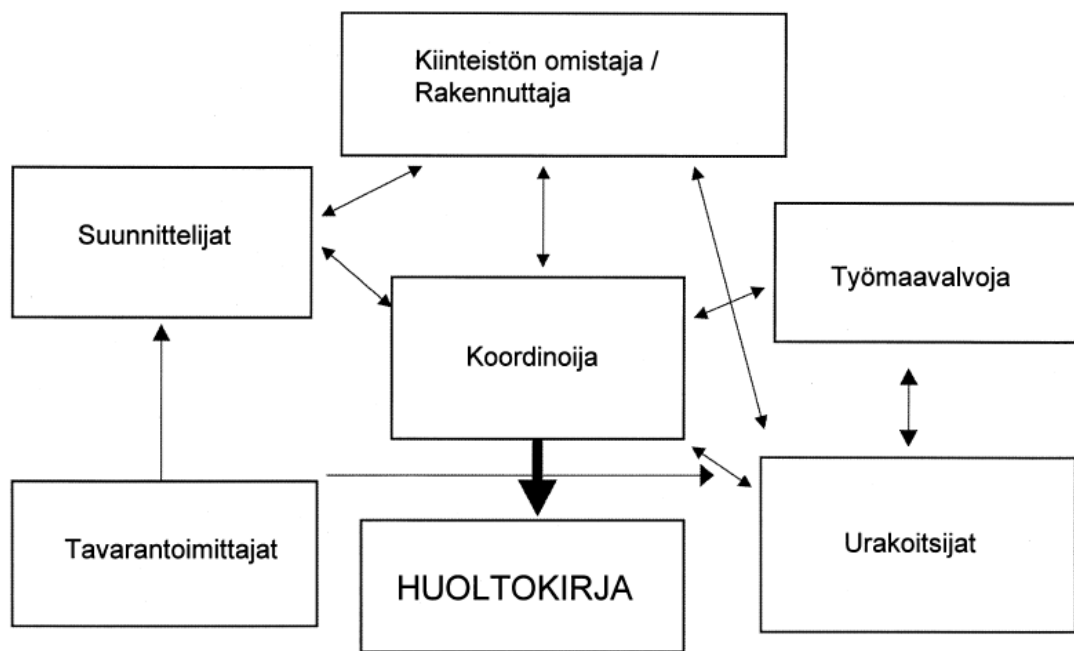 Kiinteistön omistaja /
Rakennuttaja
Suunnittelijat
Työmaavalvoja
Koordinoija
Tavarantoimittajat
Urakoitsijat
HUOLTOKIRJA